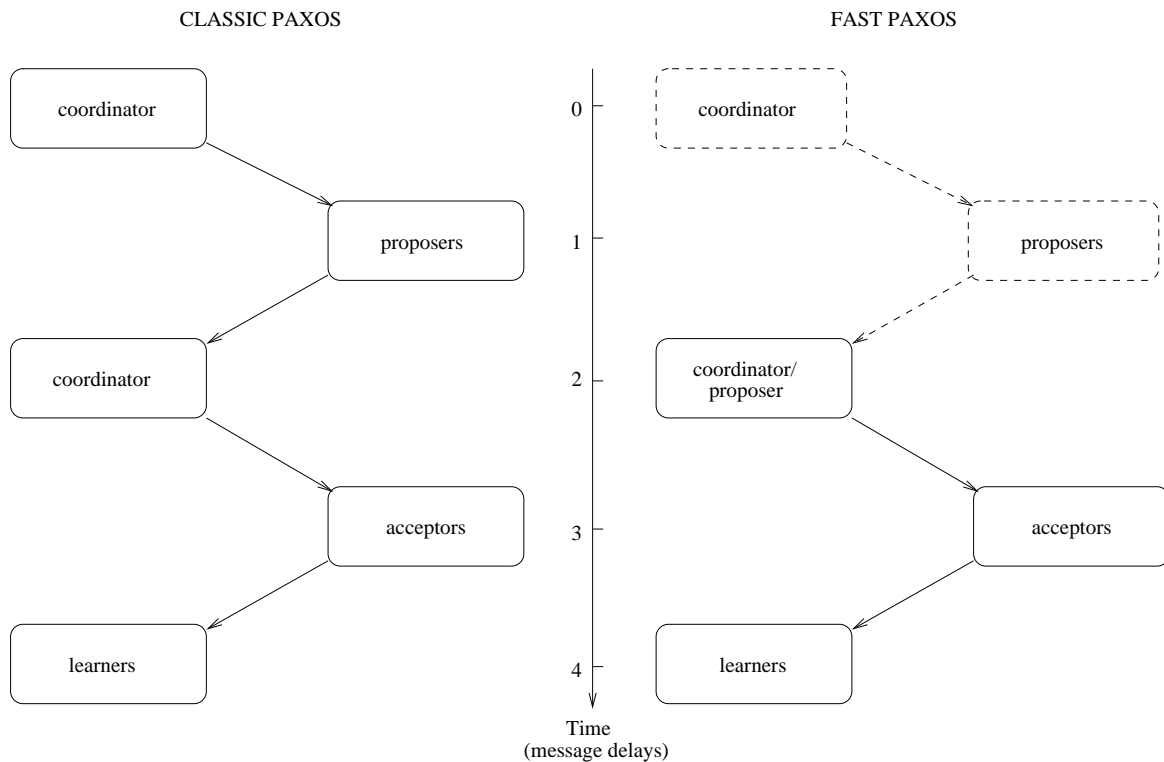 CLASSIC PAXOS
FAST PAXOS
coordinator
0
coordinator
proposers
1
proposers
coordinator
2
coordinator/
proposer
acceptors
3
acceptors
learners
4
learners
Time
(message delays)